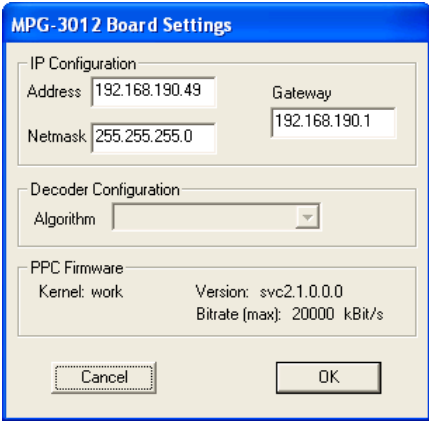 MPG-3012 Board Settings
IP Configuration
Address 192.168.190.49
Gateway
192.168.190.1
Netmask 255.255.255.0
Decoder Configuration
Algorithm
PPC Firmware
Kernel: work Version: svc2.1.0.0.0
Bitrate (max): 20000 kBit/s
Cancel OK